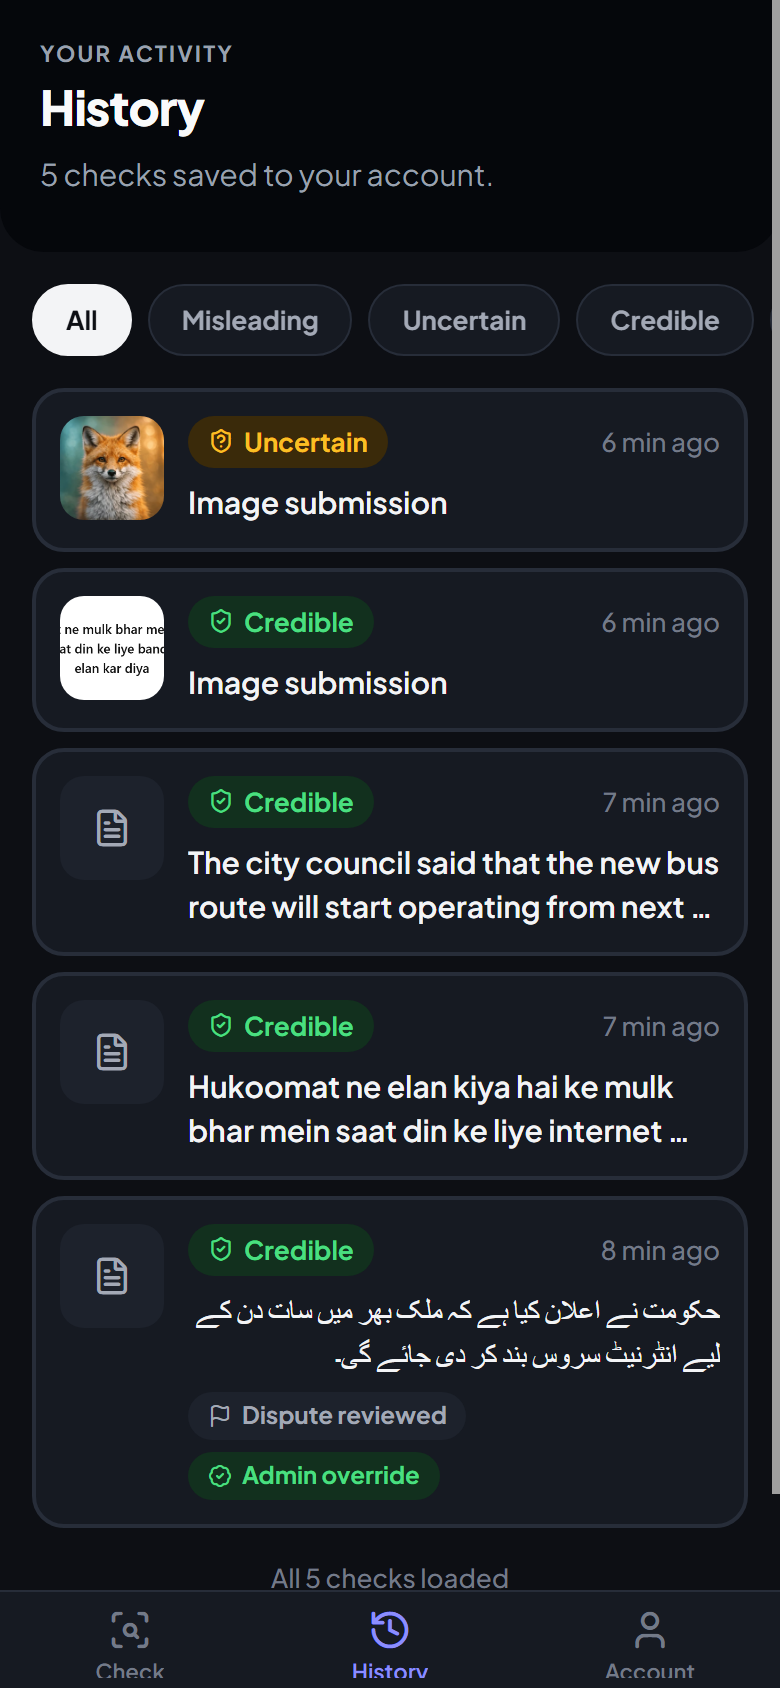 YOUR ACTIVITY
History
5 checks saved to your account.
All
Misleading
Uncertain
Credible
Uncertain
6 min ago
Image submission
ne mulk bhar me
at din ke liye band
elan kar diya
Credible
6 min ago
Image submission
Credible
7 min ago
The city council said that the new bus
route will start operating from next ...
Credible
7 min ago
Hukoomat ne elan kiya hai ke mulk
bhar mein saat din ke liye internet ...
Credible
8 min ago
حکومت نے اعلان کیا ہے کہ ملک بھر میں سات دن کے
لیے انٹرنیٹ سروس بند کر دی جائے گی۔
Dispute reviewed
Admin override
All 5 checks loaded
Check
History
Account